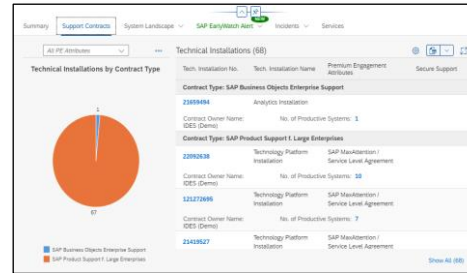 Summary Support Contracts System Landscape SAP EarlyWatch Alert NEW Incidents Services
All PE Attributes ...
Technical Installations by Contract Type
1
67
SAP Business Objects Enterprise Support
SAP Product Support f. Large Enterprises
Technical Installations (68)
Tech. Installation No. Tech. Installation Name Premium Engagement Attributes Secure Support
Contract Type: SAP Business Objects Enterprise Support
21659494 Analytics Installation
Contract Owner Name: No. of Productive Systems: 1
IDES (Demo)
Contract Type: SAP Product Support f. Large Enterprises
22092638 Technology Platform Installation SAP MaxAttention / Service Level Agreement
Contract Owner Name: No. of Productive Systems: 10
IDES (Demo)
121272695 Technology Platform Installation SAP MaxAttention / Service Level Agreement
Contract Owner Name: No. of Productive Systems: 7
IDES (Demo)
21419527 Technology Platform Installation SAP MaxAttention / Service Level Agreement
Show All (68)